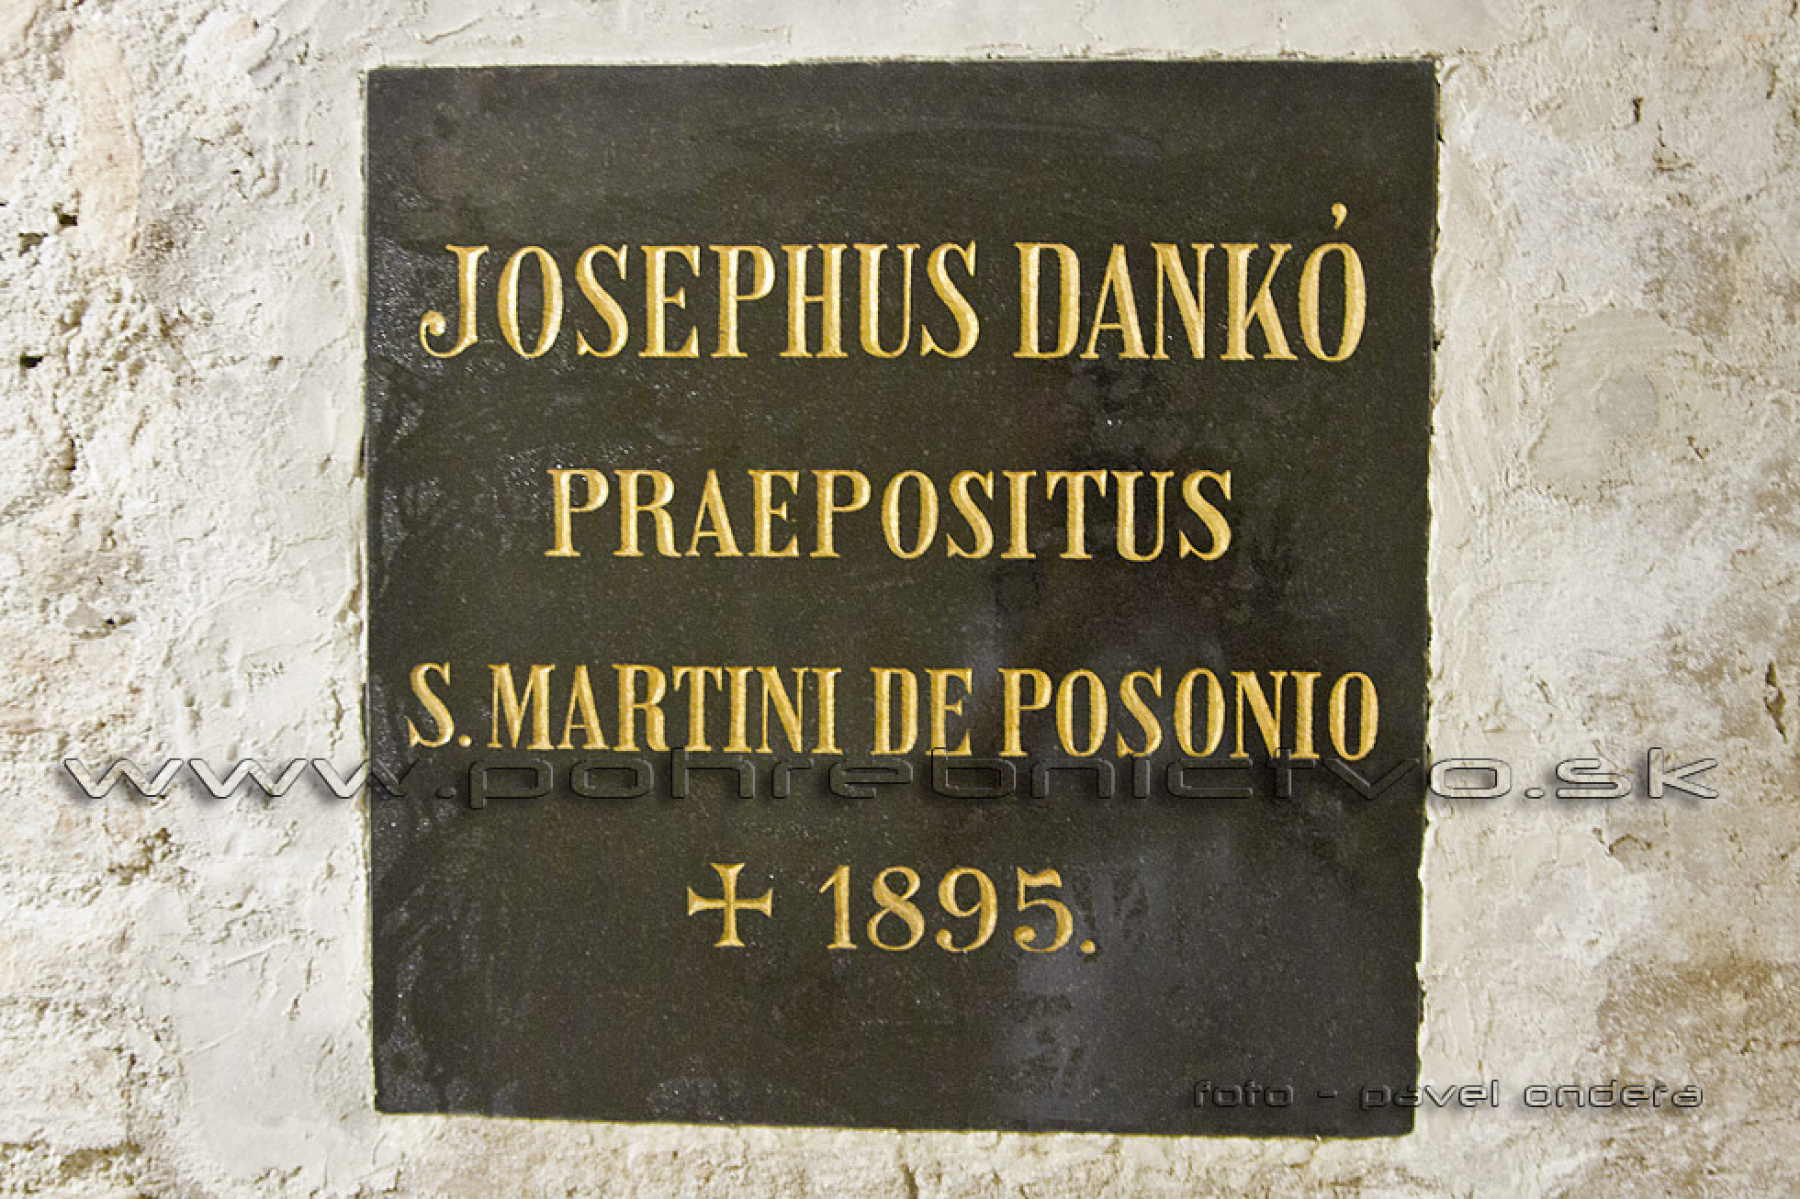 JOSEPHUS DANKÓ
PRAEPOSITUS
S. MARTINI DE POSONIO
www.pohrebnictvo.sk
✝ 1895.
foto - pavel ondera